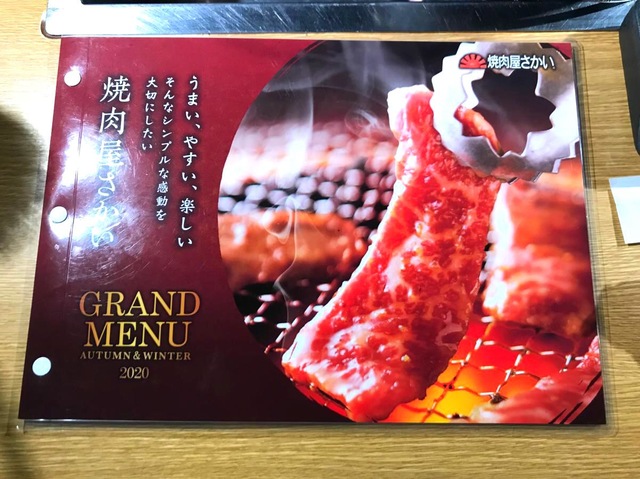 焼肉屋さかい
うまい、やすい、楽しい
そんなシンプルな感動を
大切にしたい
焼肉屋さかい
GRAND
MENU
AUTUMN & WINTER
2020